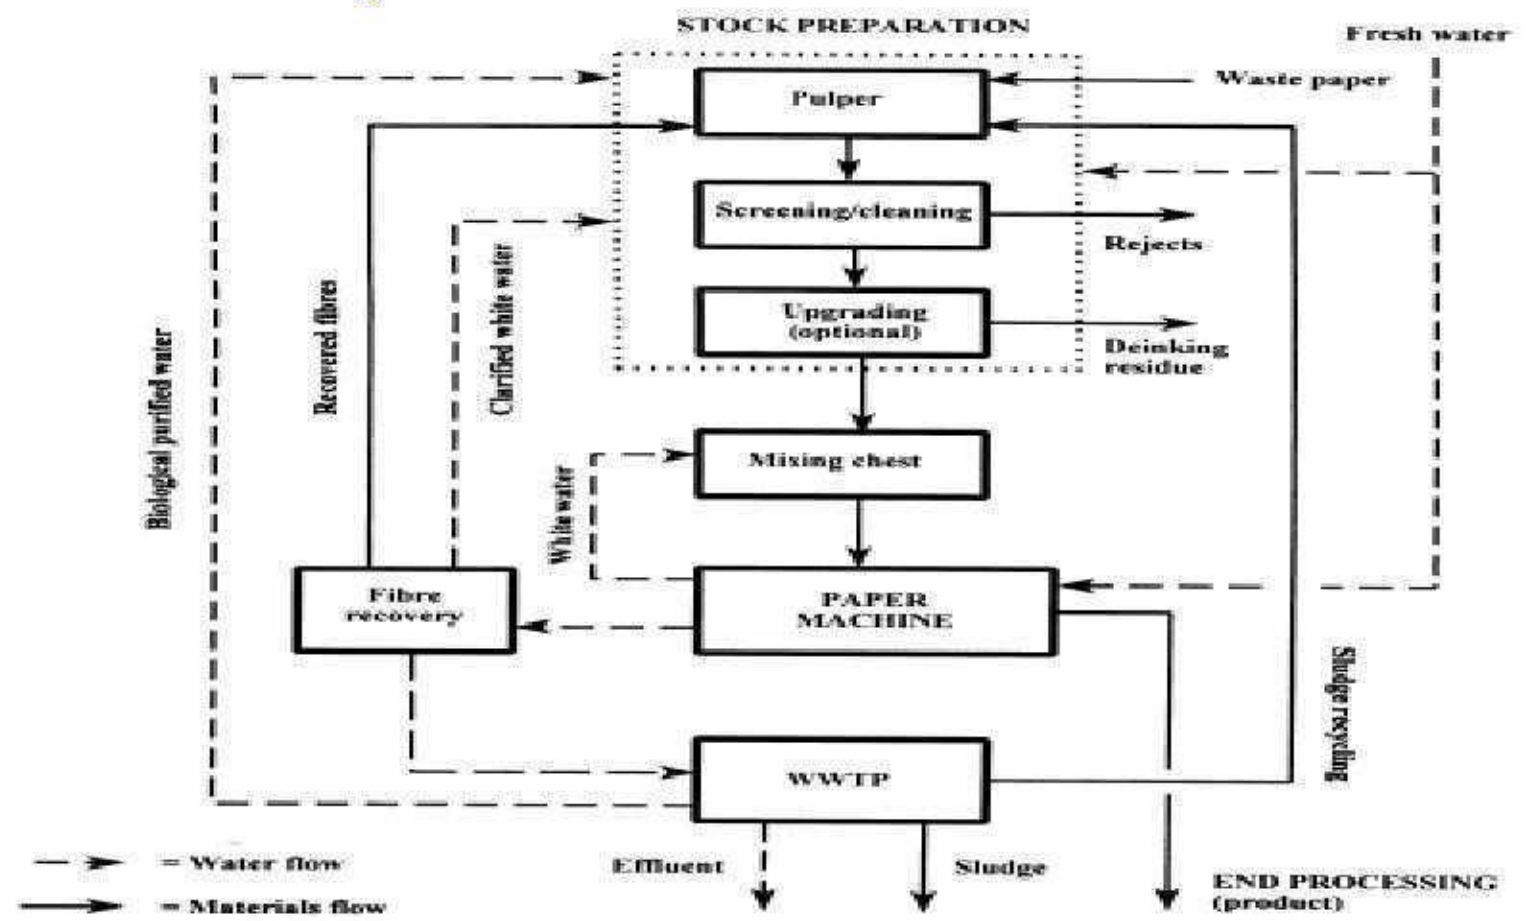 STOCK PREPARATION
Fresh water
Pulper
Waste paper
Screening/cleaning
Rejects
Upgrading
(optional)
Deinking
residue
Biological purified water
Recovered fibres
Clarified white water
Mixing chest
White water
Fibre
recovery
PAPER
MACHINE
Sludge recycling
WWTP
Effluent
Sludge
= Water flow
= Materials flow
END PROCESSING
(product)